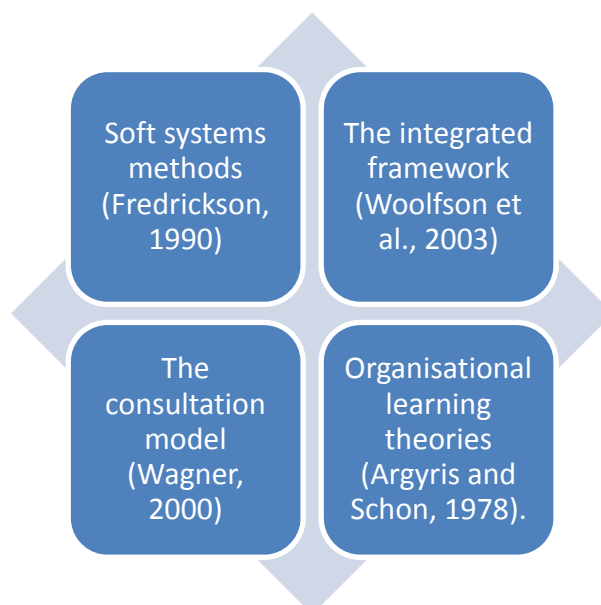 Soft systems
methods
(Fredrickson,
1990)
The integrated
framework
(Woolfson et
al., 2003)
The
consultation
model
(Wagner,
2000)
Organisational
learning
theories
(Argyris and
Schon, 1978).